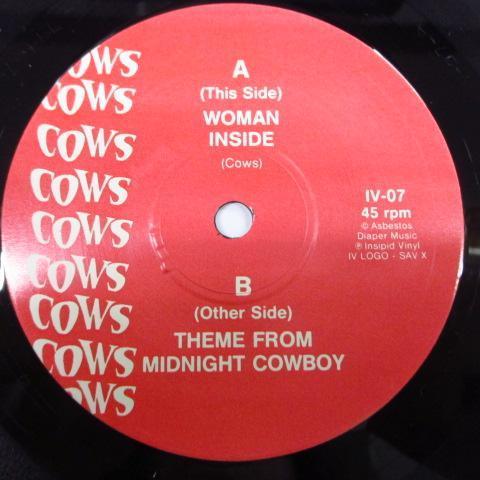 COWS
COWS
COWS
COWS
COWS
COWS
COWS
COWS
COWS
A
(This Side)
WOMAN
INSIDE
(Cows)
IV-07
45 rpm
© Asbestos
Diaper Music
℗ Insipid Vinyl
IV LOGO - SAV X
B
(Other Side)
THEME FROM
MIDNIGHT COWBOY